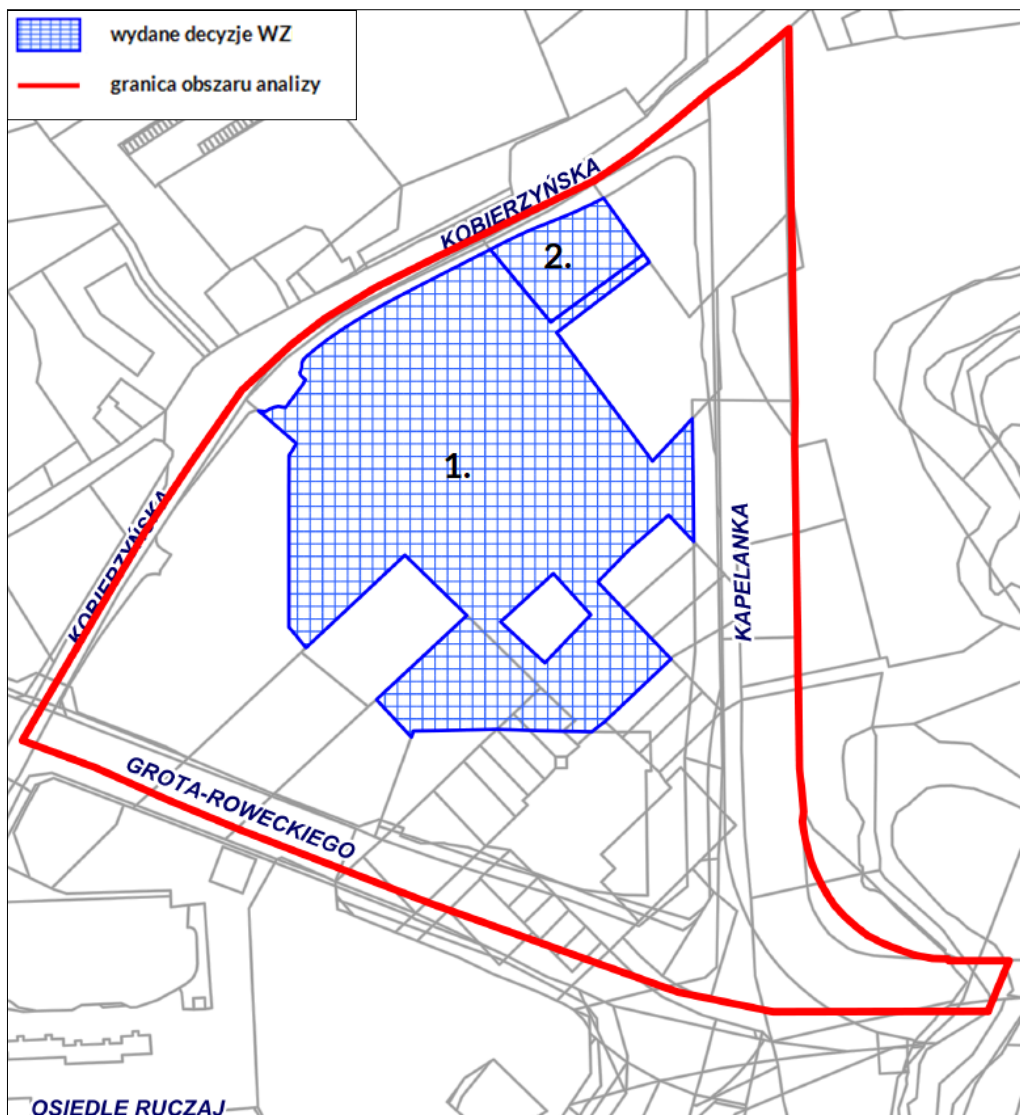 wydane decyzje WZ
granica obszaru analizy
KOBIERZYŃSKA
2.
1.
KOBIERZYŃSKA
KAPELANKA
GROTA-ROWECKIEGO
OSIEDLE RUCZAJ